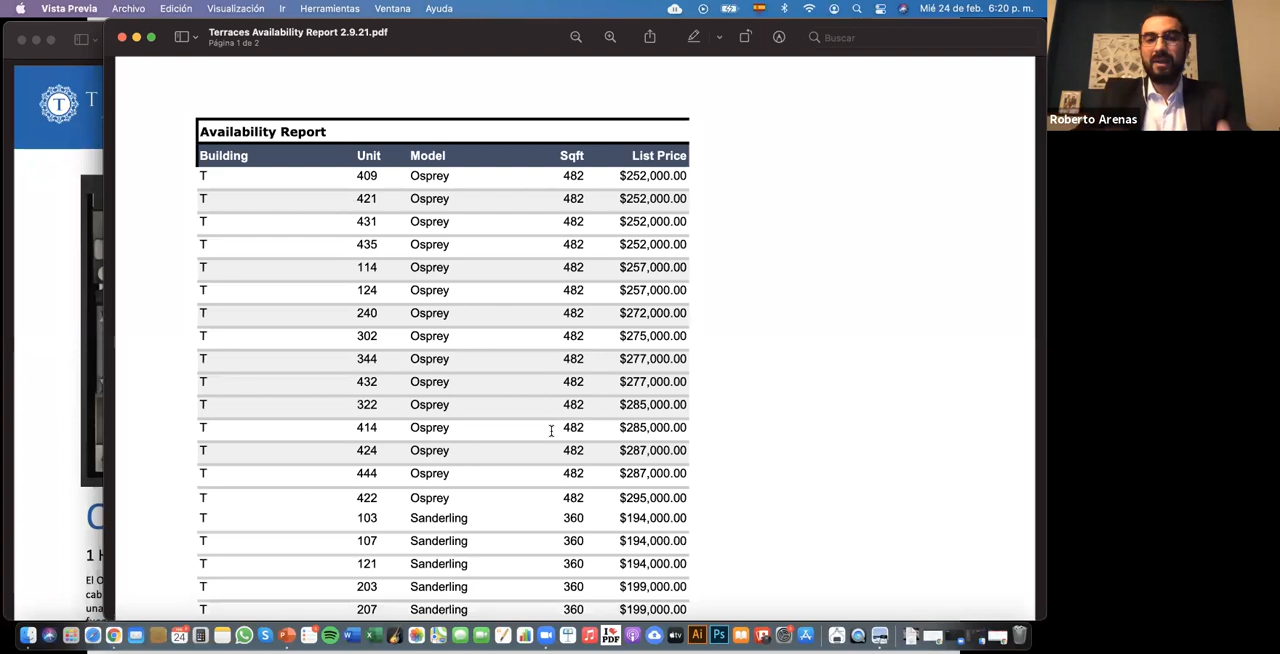 Vista Previa Archivo Edición Visualización Ir Herramientas Ventana Ayuda Mié 24 de feb. 6:20 p. m.
Terraces Availability Report 2.9.21.pdf
Página 1 de 2
Buscar
Roberto Arenas
T
Availability Report
Building Unit Model Sqft List Price
T 409 Osprey 482 $252,000.00
T 421 Osprey 482 $252,000.00
T 431 Osprey 482 $252,000.00
T 435 Osprey 482 $252,000.00
T 114 Osprey 482 $257,000.00
T 124 Osprey 482 $257,000.00
T 240 Osprey 482 $272,000.00
T 302 Osprey 482 $275,000.00
T 344 Osprey 482 $277,000.00
T 432 Osprey 482 $277,000.00
T 322 Osprey 482 $285,000.00
T 414 Osprey 482 $285,000.00
T 424 Osprey 482 $287,000.00
T 444 Osprey 482 $287,000.00
T 422 Osprey 482 $295,000.00
T 103 Sanderling 360 $194,000.00
T 107 Sanderling 360 $194,000.00
T 121 Sanderling 360 $194,000.00
T 203 Sanderling 360 $199,000.00
T 207 Sanderling 360 $199,000.00
1 H
El O
cab
una